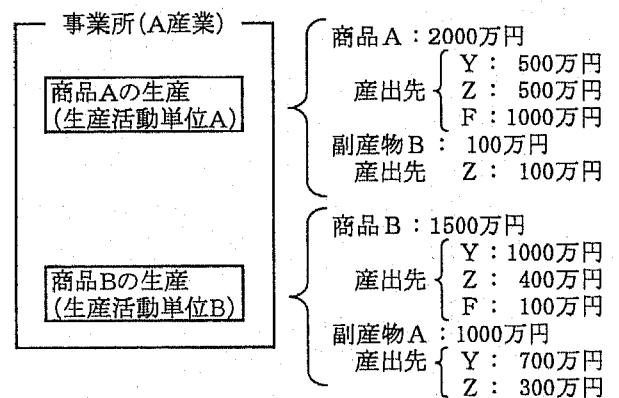 事業所(A産業)
商品Aの生産
(生産活動単位A)
商品A:2000万円
産出先
Y: 500万円
Z: 500万円
F:1000万円
副産物B: 100万円
産出先 Z: 100万円
商品Bの生産
(生産活動単位B)
商品B:1500万円
産出先
Y:1000万円
Z: 400万円
F: 100万円
副産物A:1000万円
産出先
Y: 700万円
Z: 300万円